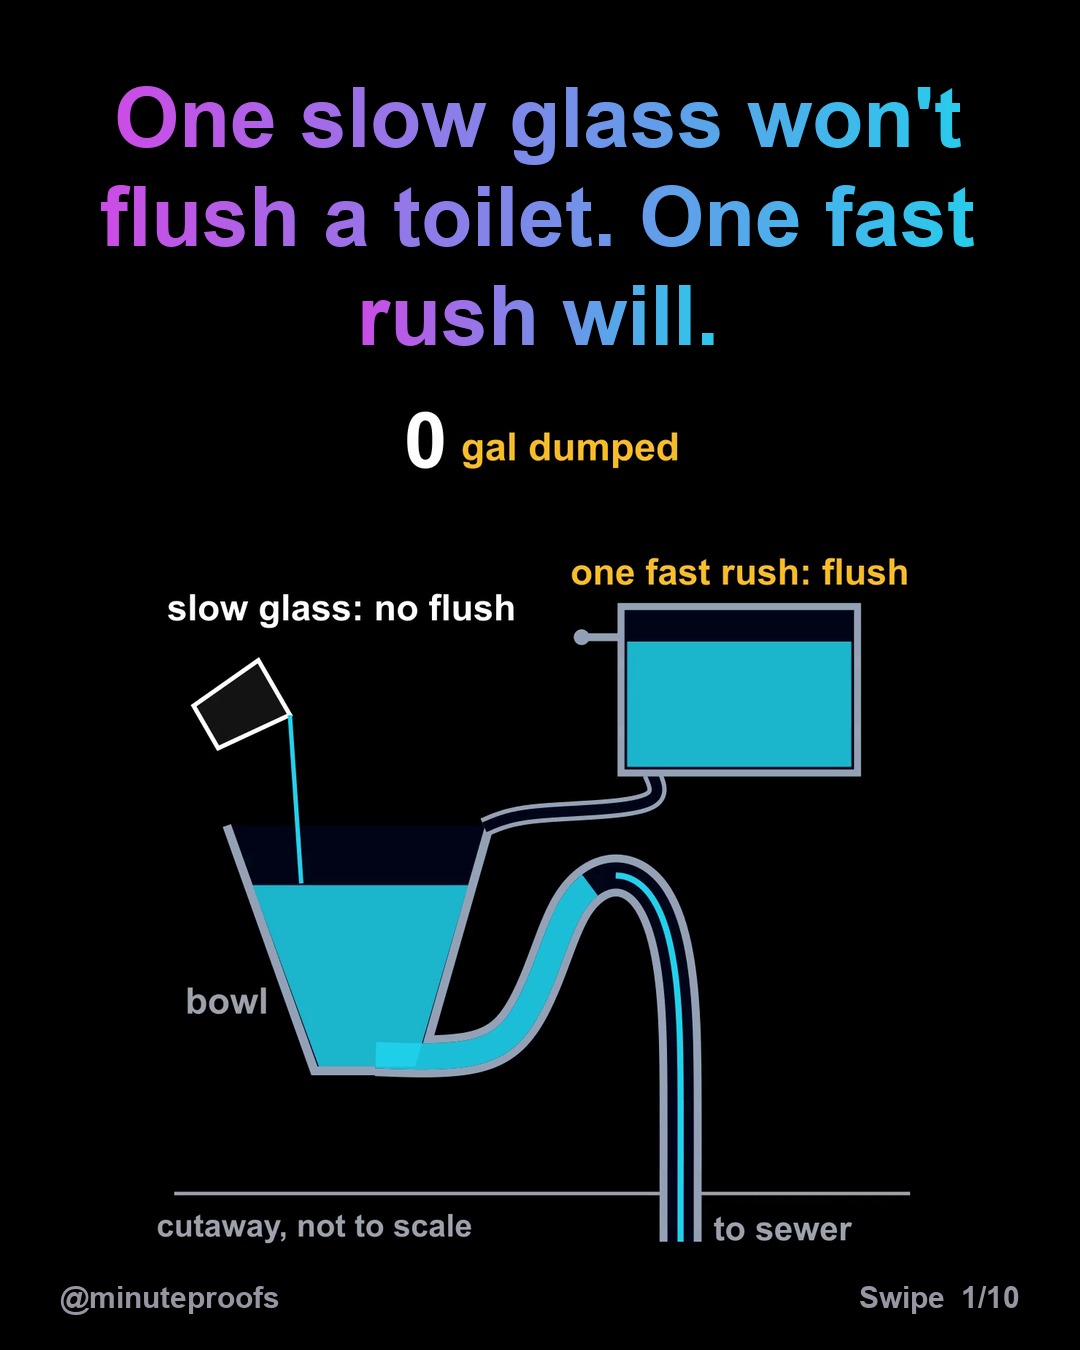 One slow glass won't
flush a toilet. One fast
rush will.
0 gal dumped
one fast rush: flush
slow glass: no flush
bowl
cutaway, not to scale
to sewer
@minuteproofs
Swipe 1/10